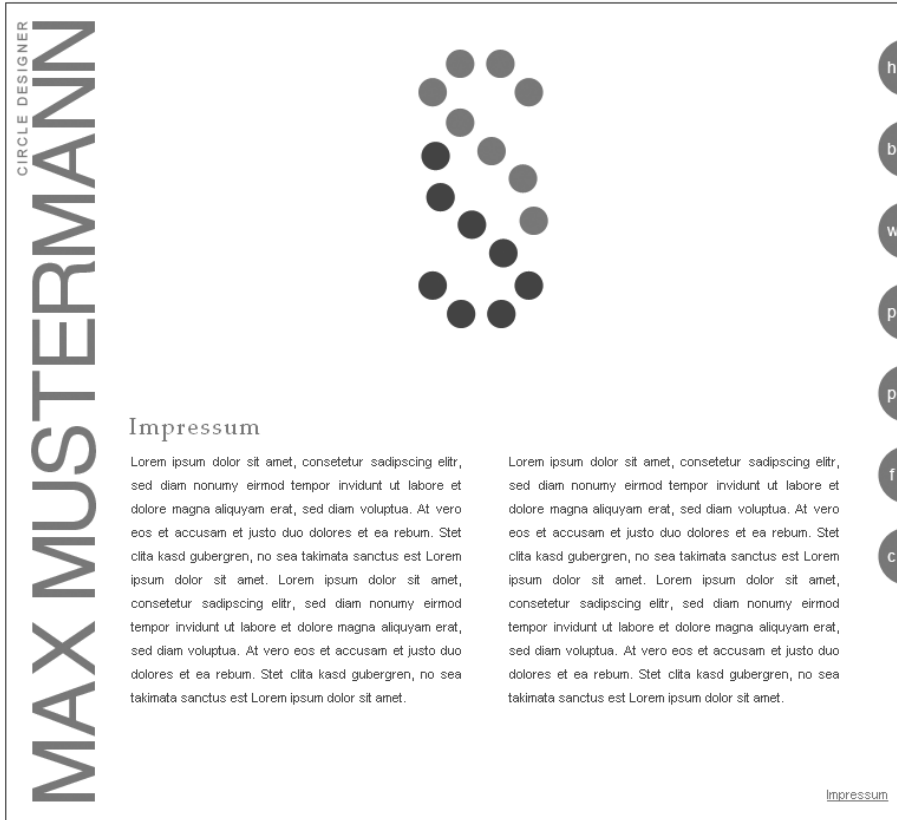 CIRCLE DESIGNER
MAX MUSTERMANN
h
b
w
p
p
f
c
Impressum
Lorem ipsum dolor sit amet, consetetur sadipscing elitr,
sed diam nonumy eirmod tempor invidunt ut labore et
dolore magna aliquyam erat, sed diam voluptua. At vero
eos et accusam et justo duo dolores et ea rebum. Stet
clita kasd gubergren, no sea takimata sanctus est Lorem
ipsum dolor sit amet. Lorem ipsum dolor sit amet,
consetetur sadipscing elitr, sed diam nonumy eirmod
tempor invidunt ut labore et dolore magna aliquyam erat,
sed diam voluptua. At vero eos et accusam et justo duo
dolores et ea rebum. Stet clita kasd gubergren, no sea
takimata sanctus est Lorem ipsum dolor sit amet.
Lorem ipsum dolor sit amet, consetetur sadipscing elitr,
sed diam nonumy eirmod tempor invidunt ut labore et
dolore magna aliquyam erat, sed diam voluptua. At vero
eos et accusam et justo duo dolores et ea rebum. Stet
clita kasd gubergren, no sea takimata sanctus est Lorem
ipsum dolor sit amet. Lorem ipsum dolor sit amet,
consetetur sadipscing elitr, sed diam nonumy eirmod
tempor invidunt ut labore et dolore magna aliquyam erat,
sed diam voluptua. At vero eos et accusam et justo duo
dolores et ea rebum. Stet clita kasd gubergren, no sea
takimata sanctus est Lorem ipsum dolor sit amet.
Impressum